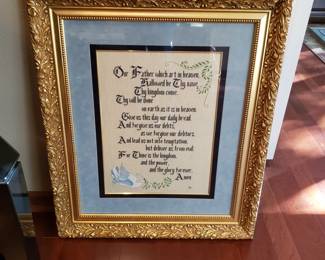 Our Father which art in heaven,
Hallowed be Thy name.
Thy kingdom come.
Thy will be done
on earth as it is in heaven.
Give us this day our daily bread.
And forgive us our debts,
as we forgive our debtors.
And lead us not into temptation,
but deliver us from evil.
For Thine is the kingdom,
and the power,
and the glory for ever.
Amen